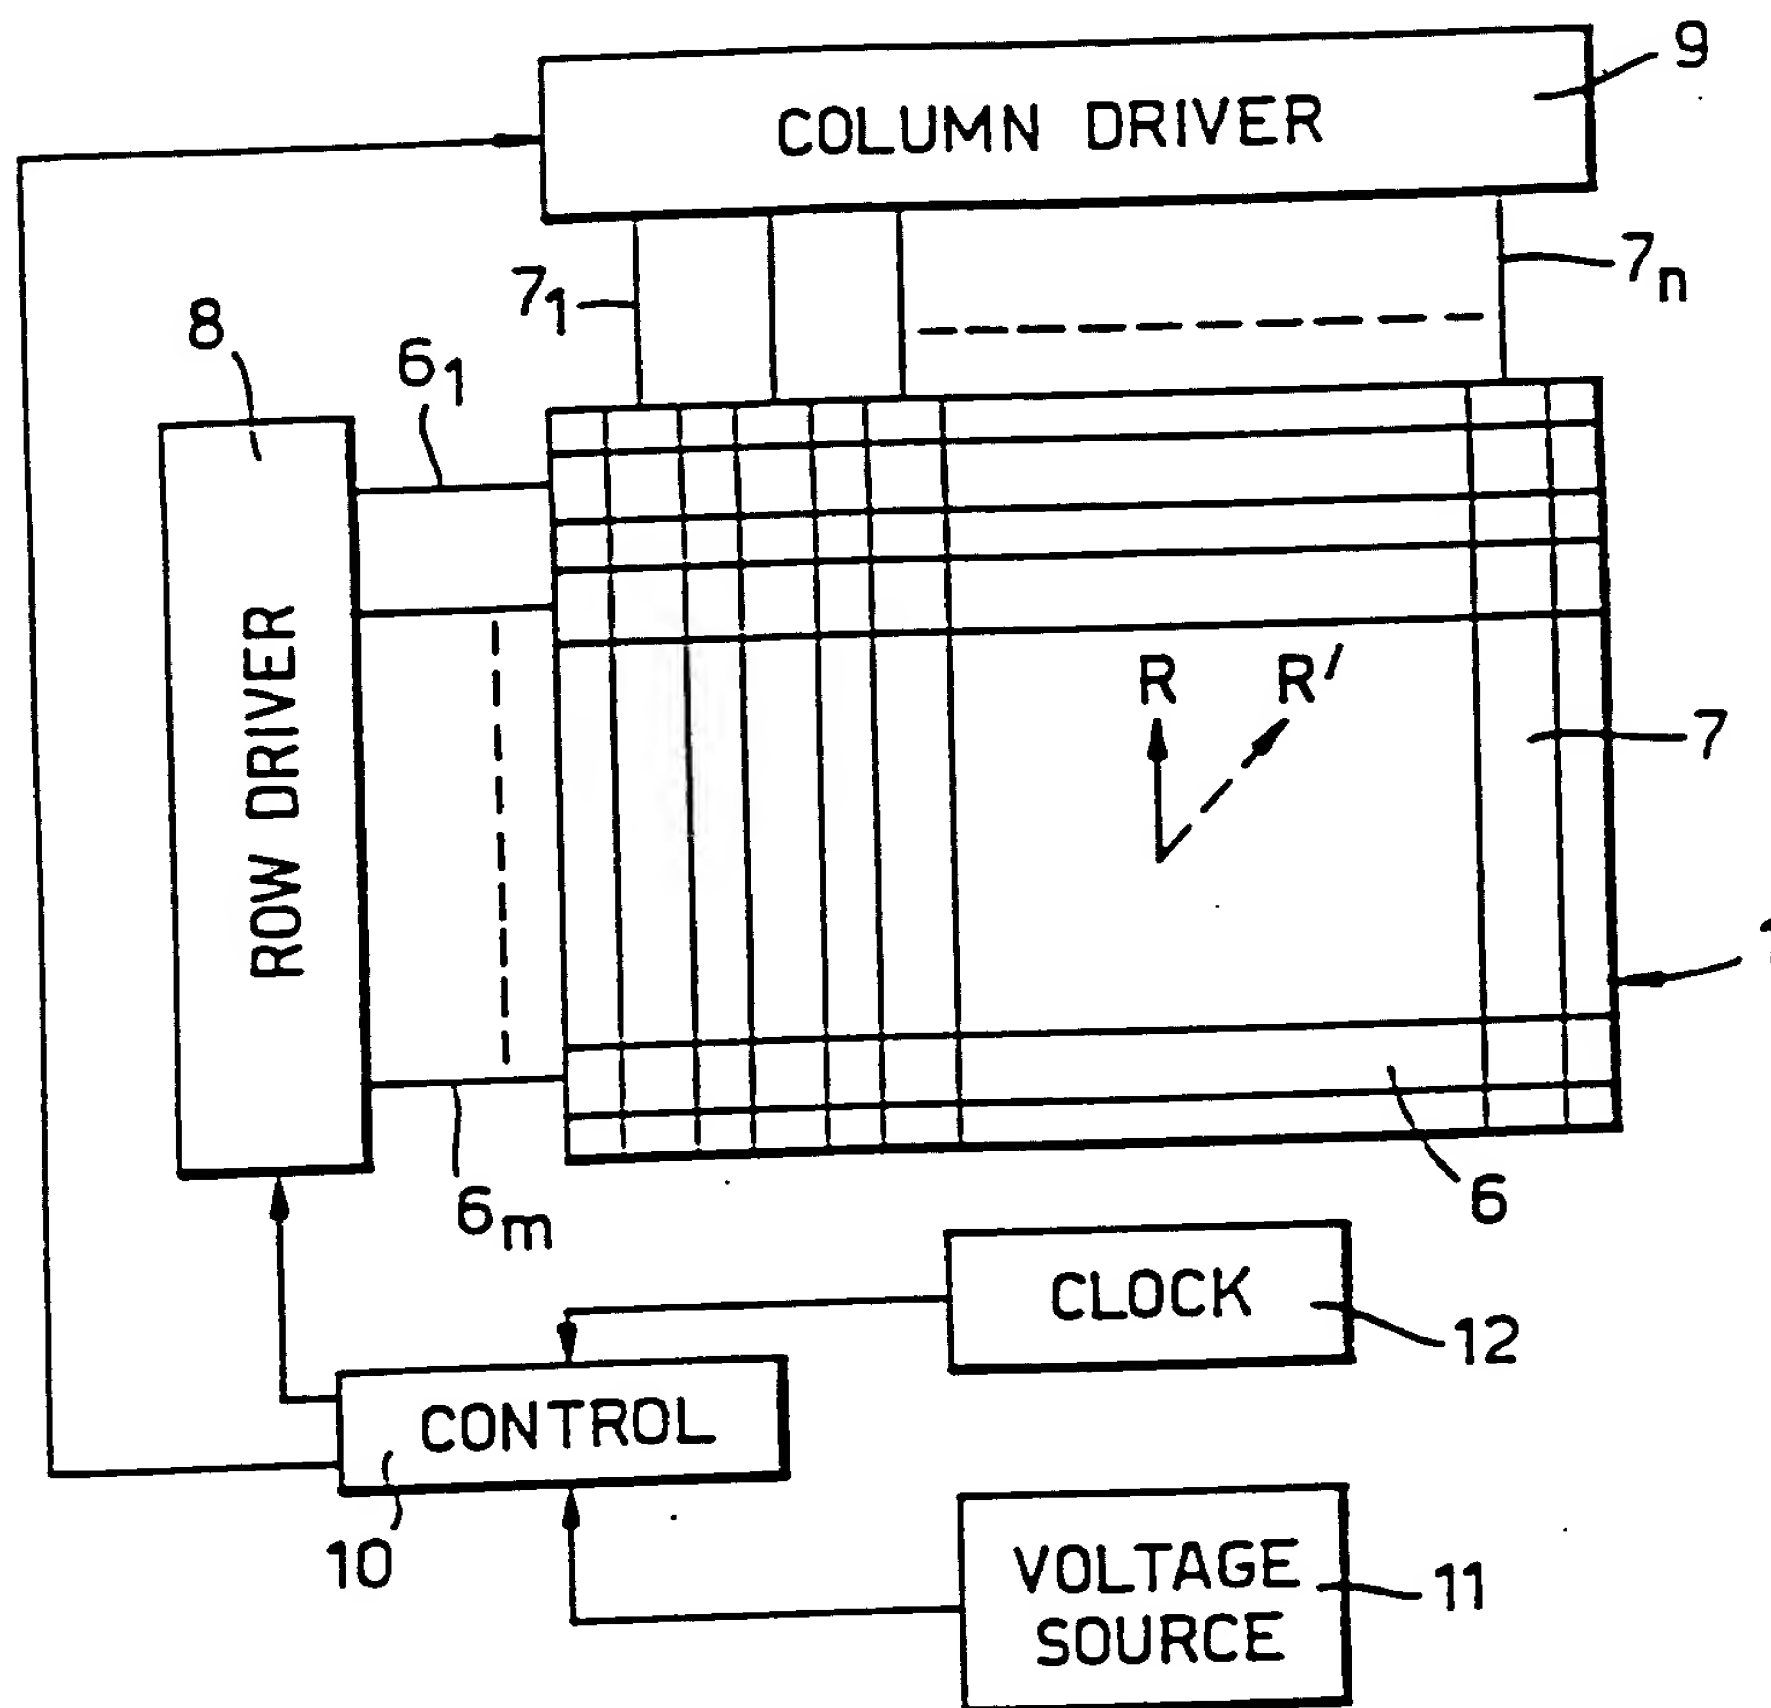 9
COLUMN DRIVER
7₁
7ₙ
8
6₁
ROW DRIVER
R
R′
7
1
6ₘ
6
CLOCK
12
CONTROL
10
VOLTAGE
SOURCE
11